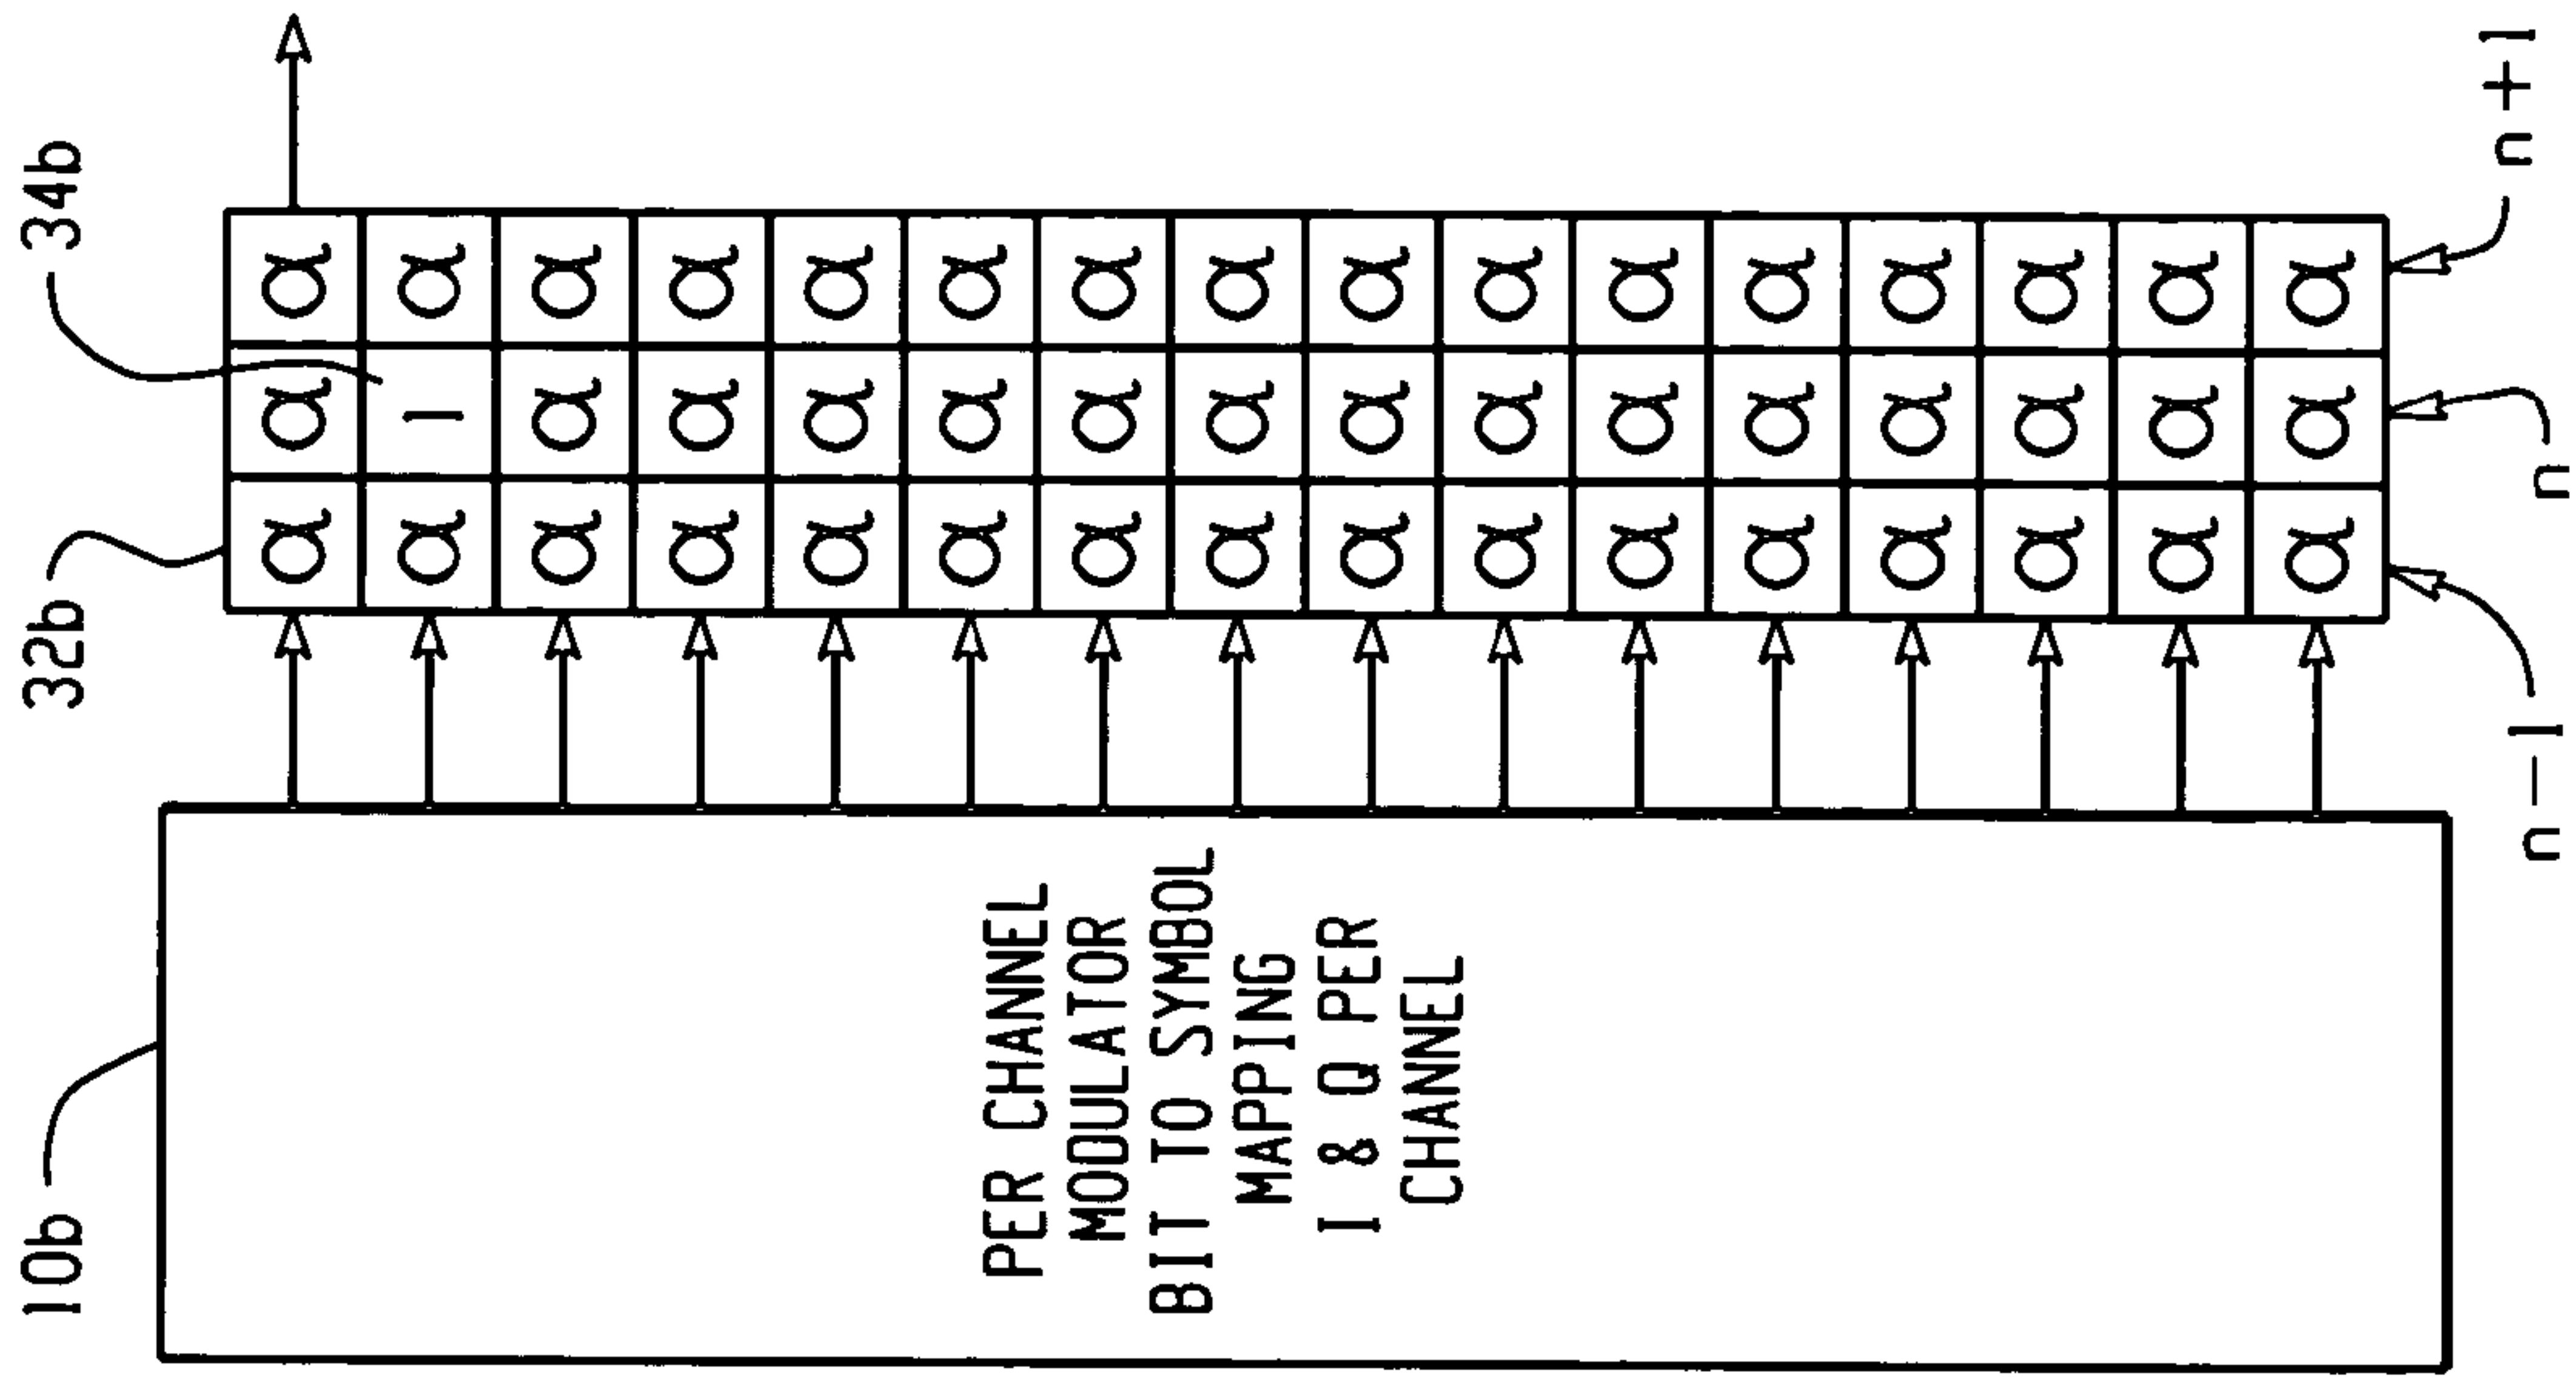 10b
PER CHANNEL
MODULATOR
BIT TO SYMBOL
MAPPING
I & Q PER
CHANNEL
32b
n-1
α α α α α α α α α α α α α α α α
n
α α α α α α α α α α α α α α 1 α
34b
n+1
α α α α α α α α α α α α α α α α